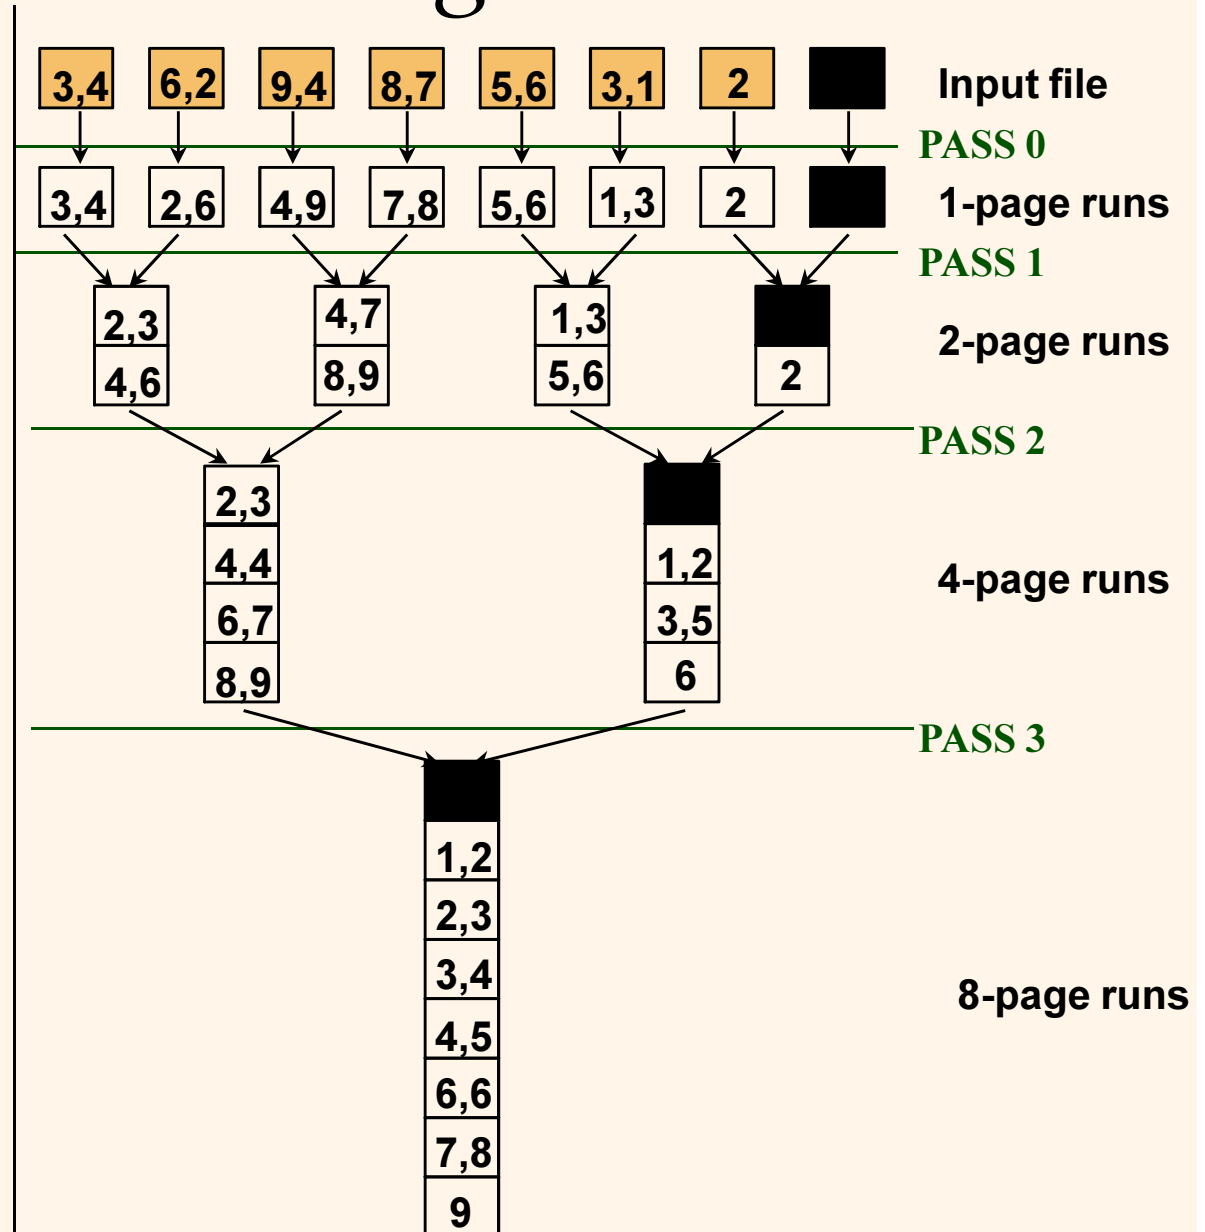 3,4 6,2 9,4 8,7 5,6 3,1 2 Input file
PASS 0
3,4 2,6 4,9 7,8 5,6 1,3 2 1-page runs
PASS 1
2,3 4,7 1,3
2-page runs
4,6 8,9 5,6 2
PASS 2
2,3
4,4 1,2
4-page runs
6,7 3,5
8,9 6
PASS 3
1,2
2,3
3,4
8-page runs
4,5
6,6
7,8
9